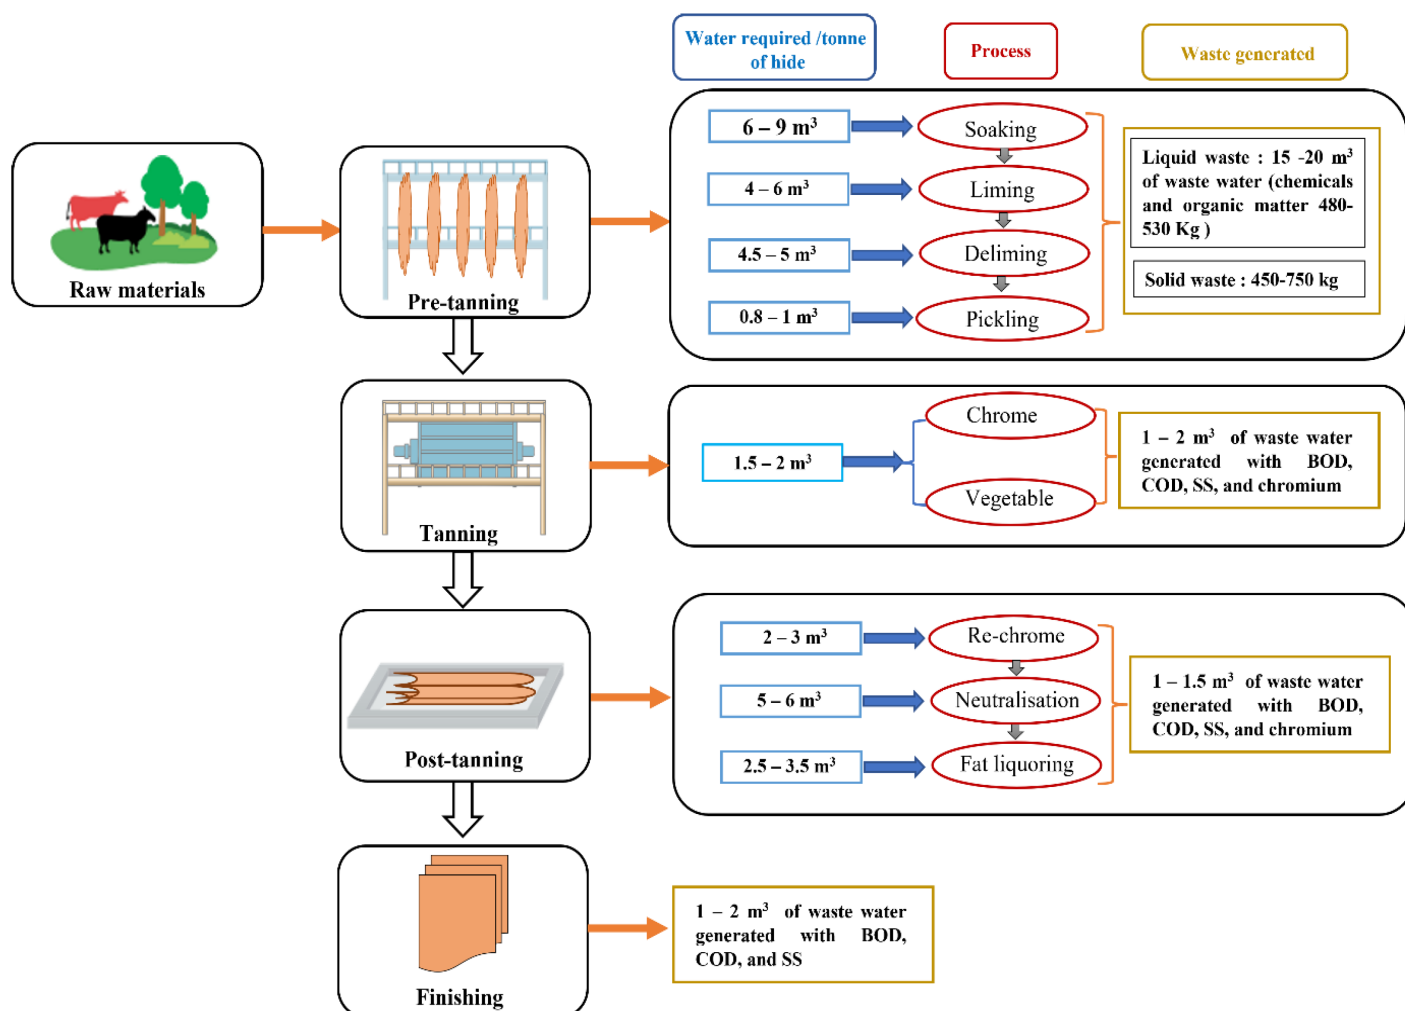 Water required /tonne
of hide
Process
Waste generated
6 – 9 m³
Soaking
4 – 6 m³
Liming
4.5 – 5 m³
Deliming
0.8 – 1 m³
Pickling
Liquid waste : 15 -20 m³
of waste water (chemicals
and organic matter 480-
530 Kg )
Solid waste : 450-750 kg
Raw materials
Pre-tanning
1.5 – 2 m³
Chrome
Vegetable
1 – 2 m³ of waste water
generated with BOD,
COD, SS, and chromium
Tanning
2 – 3 m³
Re-chrome
5 – 6 m³
Neutralisation
2.5 – 3.5 m³
Fat liquoring
1 – 1.5 m³ of waste water
generated with BOD,
COD, SS, and chromium
Post-tanning
1 – 2 m³ of waste water
generated with BOD,
COD, and SS
Finishing